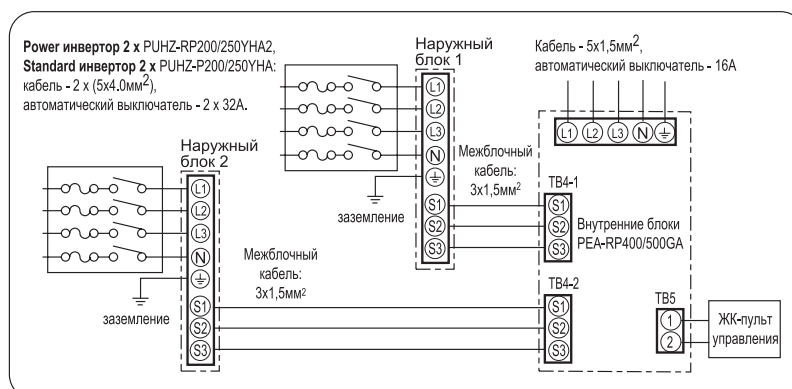 Power инвертор 2 x PUHZ-RP200/250YHA2,
Standard инвертор 2 x PUHZ-P200/250YHA:
кабель - 2 x (5x4.0мм²),
автоматический выключатель - 2 x 32A.
Наружный
блок 1
Кабель - 5x1,5мм²,
автоматический выключатель - 16A
L1
L2
L3
N
S1
S2
S3
заземление
Межблочный
кабель:
3x1,5мм²
L1 L2 L3 N
TB4-1
S1
S2
S3
Внутренние блоки
PEA-RP400/500GA
Наружный
блок 2
L1
L2
L3
N
S1
S2
S3
заземление
Межблочный
кабель:
3x1,5мм²
TB4-2
S1
S2
S3
TB5
1
2
ЖК-пульт
управления